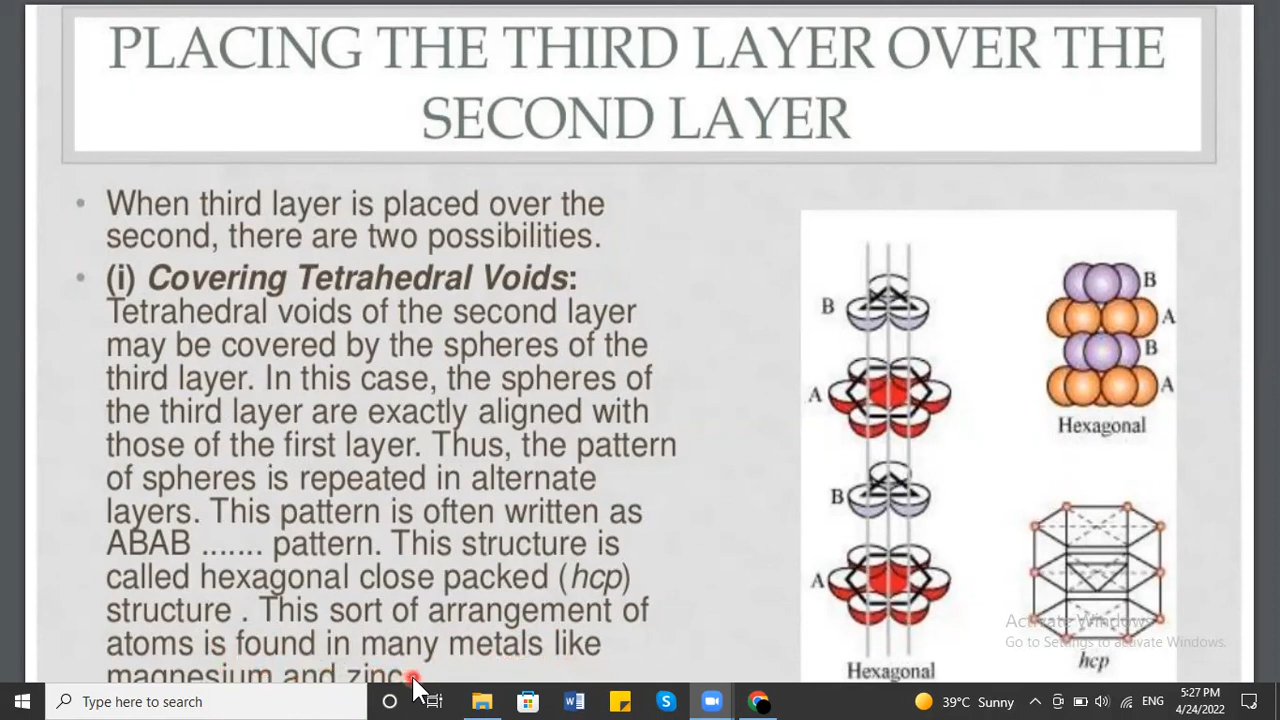 PLACING THE THIRD LAYER OVER THE
SECOND LAYER
• When third layer is placed over the
second, there are two possibilities.
• (i) Covering Tetrahedral Voids:
Tetrahedral voids of the second layer
may be covered by the spheres of the
third layer. In this case, the spheres of
the third layer are exactly aligned with
those of the first layer. Thus, the pattern
of spheres is repeated in alternate
layers. This pattern is often written as
ABAB ....... pattern. This structure is
called hexagonal close packed (hcp)
structure . This sort of arrangement of
atoms is found in many metals like
magnesium and zinc
B
A
B
A
Hexagonal
B
A
B
A
Hexagonal
hcp
Activate Windows
Go to Settings to activate Windows.
Type here to search
39°C Sunny
ENG
5:27 PM
4/24/2022